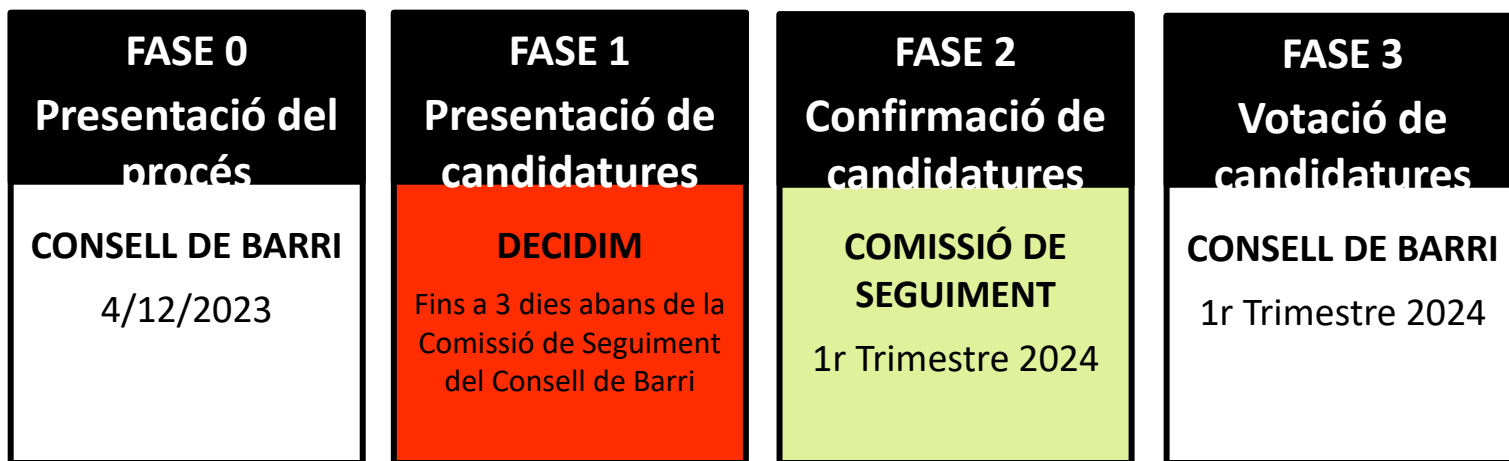 FASE 0
Presentació del
procés
CONSELL DE BARRI
4/12/2023
FASE 1
Presentació de
candidatures
DECIDIM
Fins a 3 dies abans de la
Comissió de Seguiment
del Consell de Barri
FASE 2
Confirmació de
candidatures
COMISSIÓ DE
SEGUIMENT
1r Trimestre 2024
FASE 3
Votació de
candidatures
CONSELL DE BARRI
1r Trimestre 2024